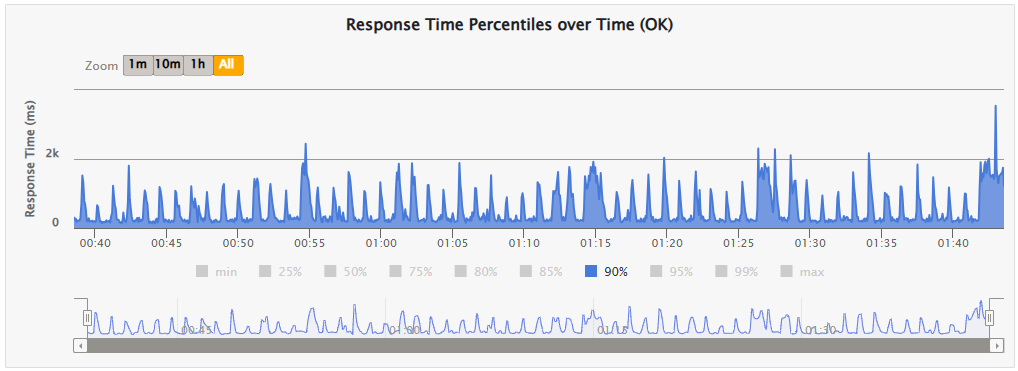 Response Time Percentiles over Time (OK)
Zoom 1m 10m 1h All
Response Time (ms)
2k
0
00:40 00:45 00:50 00:55 01:00 01:05 01:10 01:15 01:20 01:25 01:30 01:35 01:40
min 25% 50% 75% 80% 85% 90% 95% 99% max
00:45 01:00 01:15 01:30